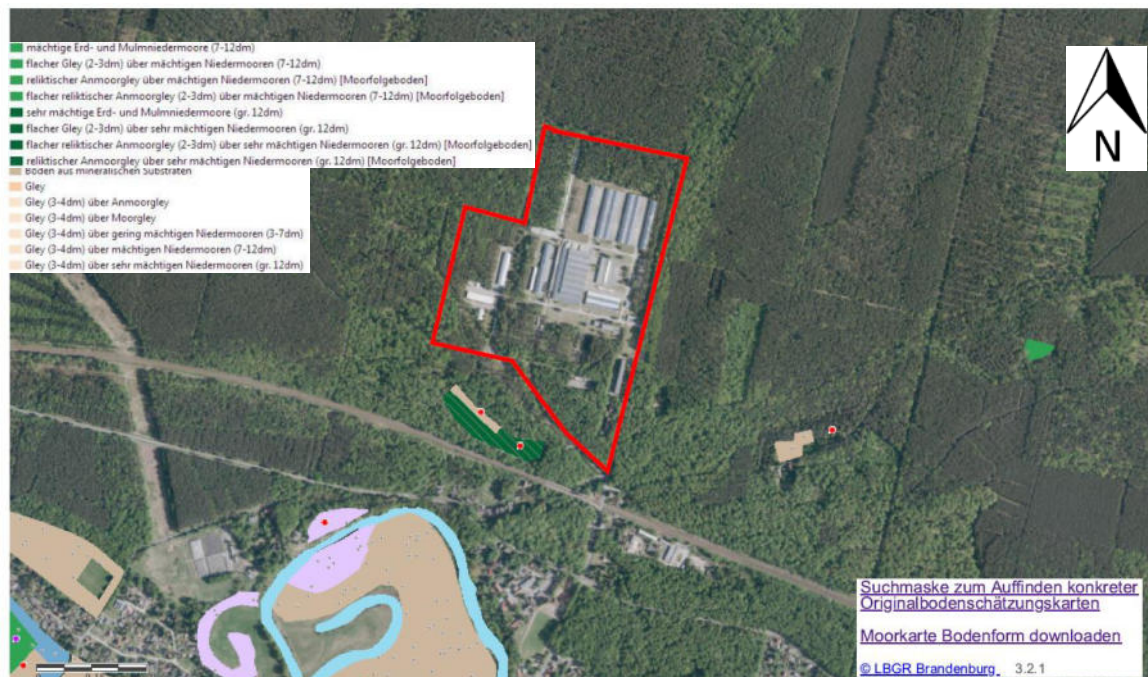 mächtige Erd- und Mulmniedermoore (7-12dm)
flacher Gley (2-3dm) über mächtigen Niedermooren (7-12dm)
reliktischer Anmoorgley über mächtigen Niedermooren (7-12dm) [Moorfolgeboden]
flacher reliktischer Anmoorgley (2-3dm) über mächtigen Niedermooren (7-12dm) [Moorfolgeboden]
sehr mächtige Erd- und Mulmniedermoore (gr. 12dm)
flacher Gley (2-3dm) über sehr mächtigen Niedermooren (gr. 12dm)
flacher reliktischer Anmoorgley (2-3dm) über sehr mächtigen Niedermooren (gr. 12dm) [Moorfolgeboden]
reliktischer Anmoorgley über sehr mächtigen Niedermooren (gr. 12dm) [Moorfolgeboden]
Böden aus mineralischen Substraten
Gley
Gley (3-4dm) über Anmoorgley
Gley (3-4dm) über Moorgley
Gley (3-4dm) über gering mächtigen Niedermooren (3-7dm)
Gley (3-4dm) über mächtigen Niedermooren (7-12dm)
Gley (3-4dm) über sehr mächtigen Niedermooren (gr. 12dm)
N
Suchmaske zum Auffinden konkreter
Originalbodenschätzungskarten
Moorkarte Bodenform downloaden
© LBGR Brandenburg 3.2.1